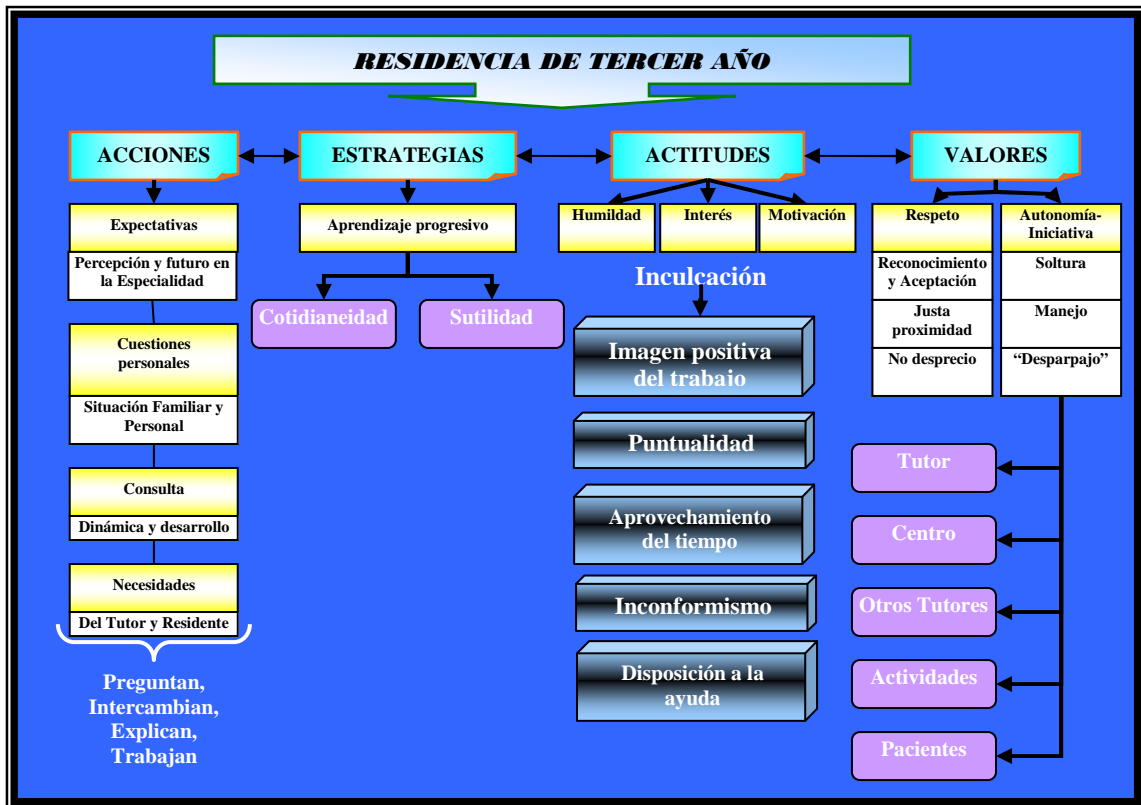 RESIDENCIA DE TERCER AÑO
ACCIONES
ESTRATEGIAS
ACTITUDES
VALORES
Expectativas
Percepción y futuro en
la Especialidad
Cuestiones
personales
Situación Familiar y
Personal
Consulta
Dinámica y desarrollo
Necesidades
Del Tutor y Residente
Preguntan,
Intercambian,
Explican,
Trabajan
Aprendizaje progresivo
Cotidianeidad
Sutilidad
Humildad
Interés
Motivación
Inculcación
Imagen positiva
del trabajo
Puntualidad
Aprovechamiento
del tiempo
Inconformismo
Disposición a la
ayuda
Respeto
Reconocimiento
y Aceptación
Justa
proximidad
No desprecio
Autonomía-
Iniciativa
Soltura
Manejo
“Desparpajo”
Tutor
Centro
Otros Tutores
Actividades
Pacientes